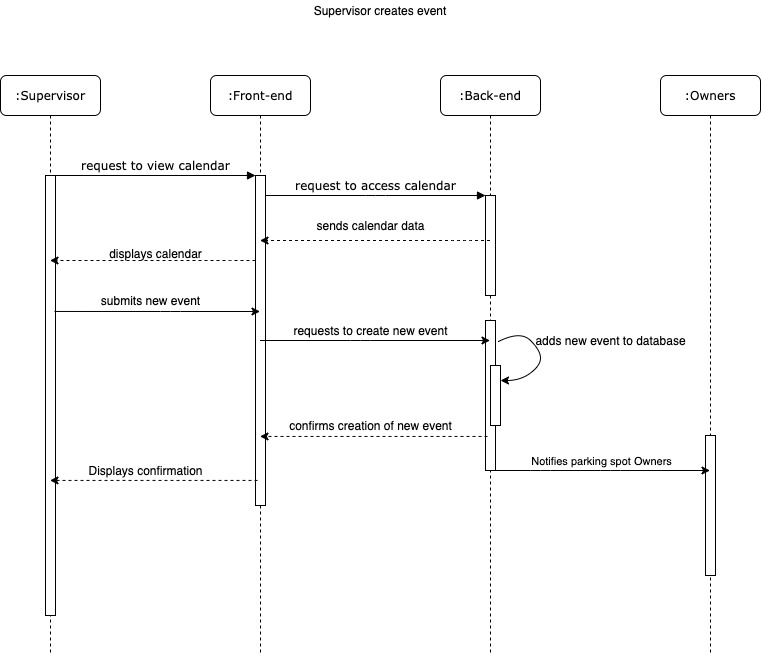 Supervisor creates event
:Supervisor
:Front-end
:Back-end
:Owners
request to view calendar
request to access calendar
sends calendar data
displays calendar
submits new event
requests to create new event
adds new event to database
confirms creation of new event
Notifies parking spot Owners
Displays confirmation